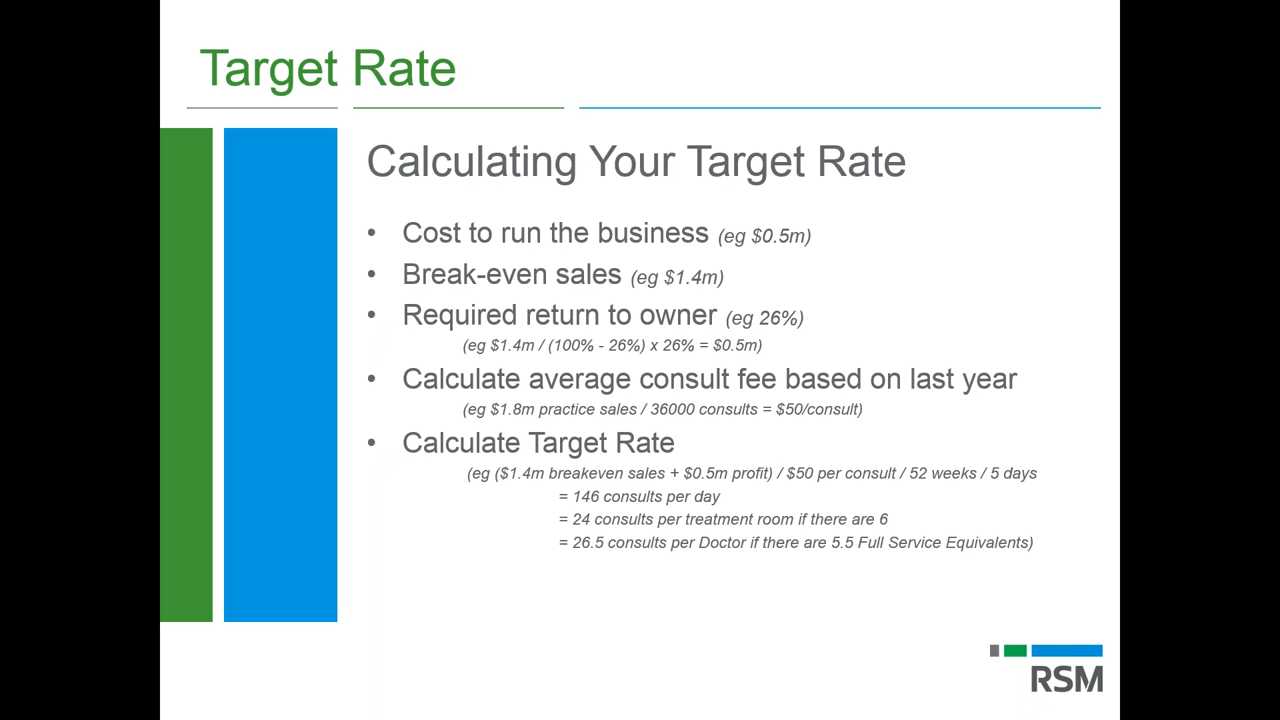 Target Rate
Calculating Your Target Rate
• Cost to run the business (eg $0.5m)
• Break-even sales (eg $1.4m)
• Required return to owner (eg 26%)
(eg $1.4m / (100% - 26%) x 26% = $0.5m)
• Calculate average consult fee based on last year
(eg $1.8m practice sales / 36000 consults = $50/consult)
• Calculate Target Rate
(eg ($1.4m breakeven sales + $0.5m profit) / $50 per consult / 52 weeks / 5 days
= 146 consults per day
= 24 consults per treatment room if there are 6
= 26.5 consults per Doctor if there are 5.5 Full Service Equivalents)
RSM